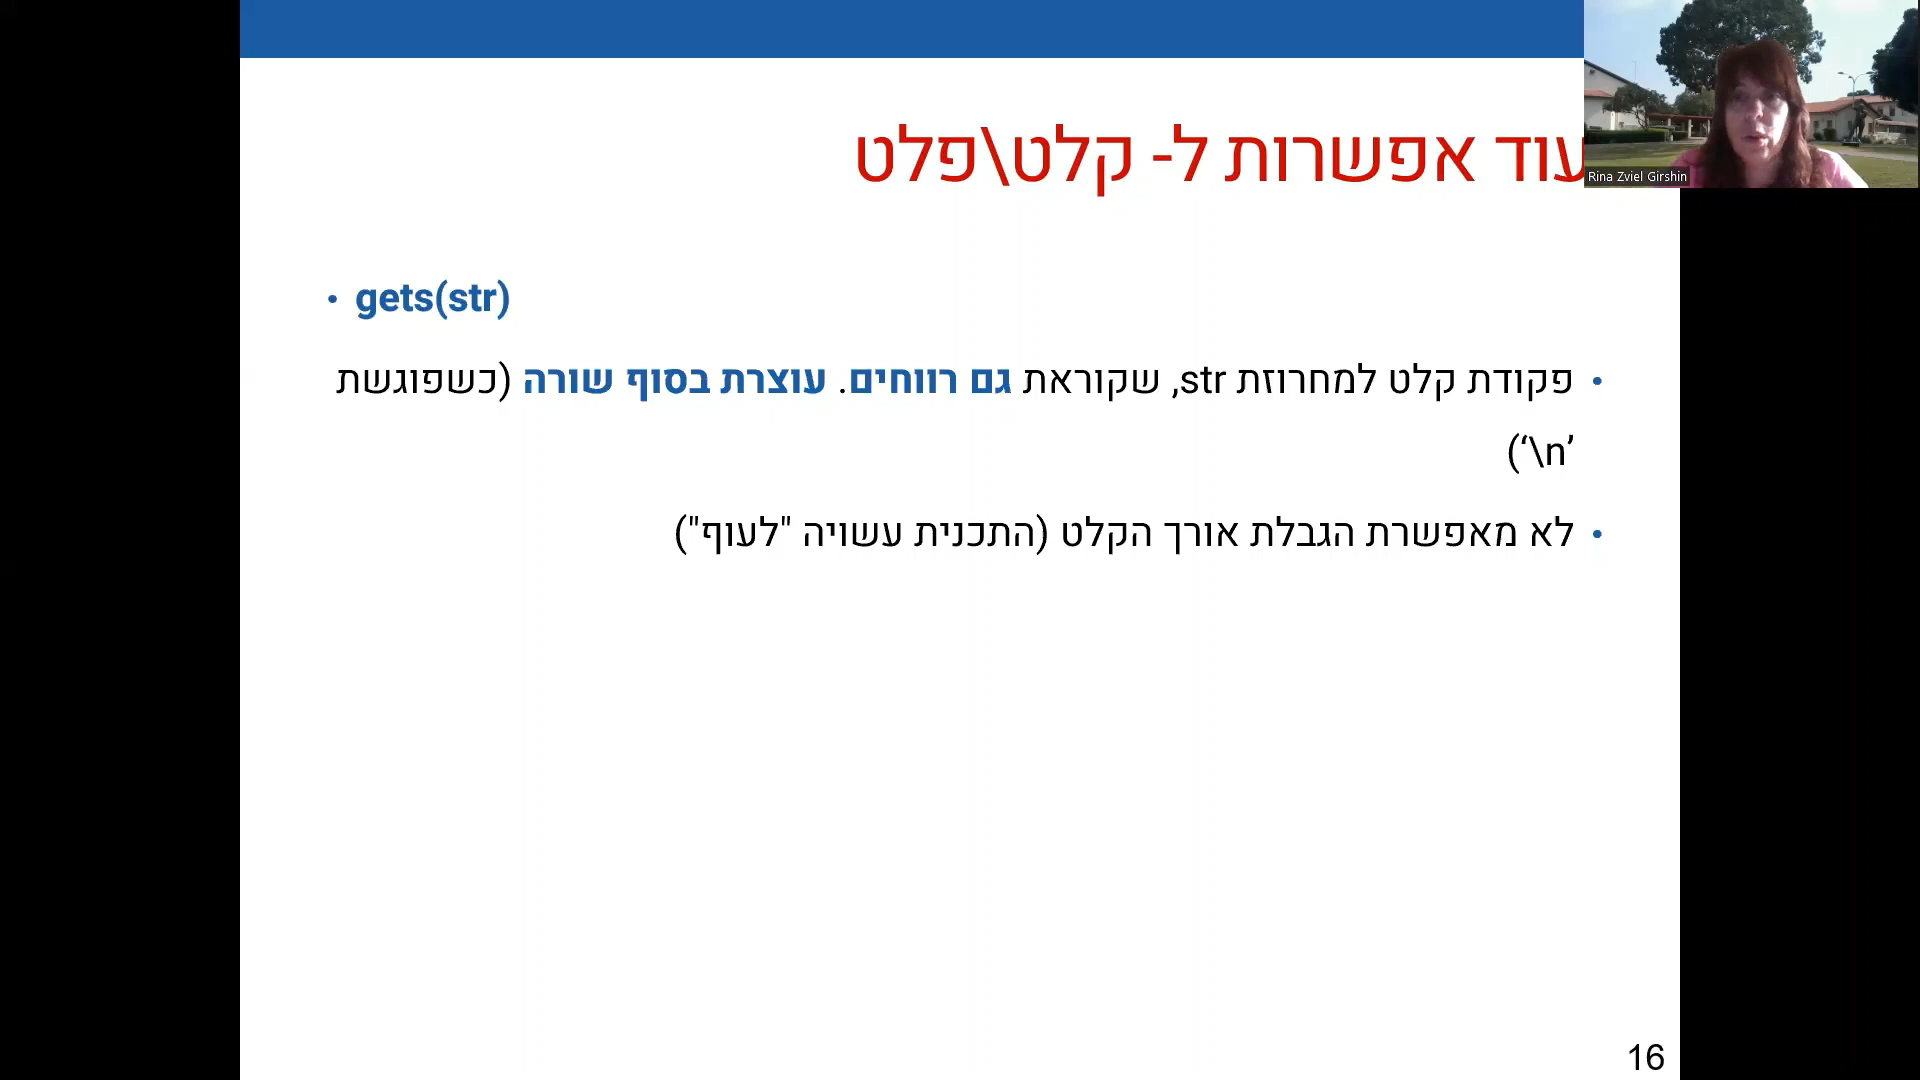 עוד אפשרות ל- קלט\פלט
Rina Zviel Girshin
• gets(str)
• פקודת קלט למחרוזת str, שקוראת גם רווחים. עוצרת בסוף שורה (כשפוגשת
’\n‘)
• לא מאפשרת הגבלת אורך הקלט (התכנית עשויה "לעוף")
16